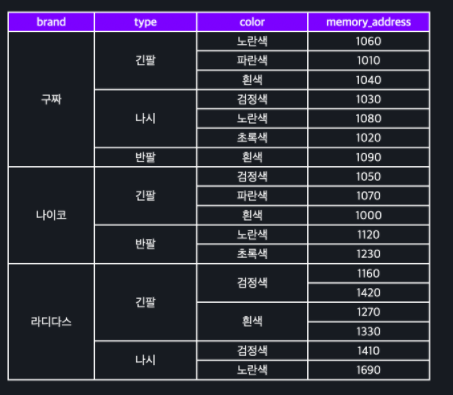 brand type color memory_address
구짜 긴팔 노란색 1060
파란색 1010
흰색 1040
나시 검정색 1030
노란색 1080
초록색 1020
반팔 흰색 1090
나이코 긴팔 검정색 1050
파란색 1070
흰색 1000
반팔 노란색 1120
초록색 1230
라디다스 긴팔 검정색 1160
1420
흰색 1270
1330
나시 검정색 1410
노란색 1690